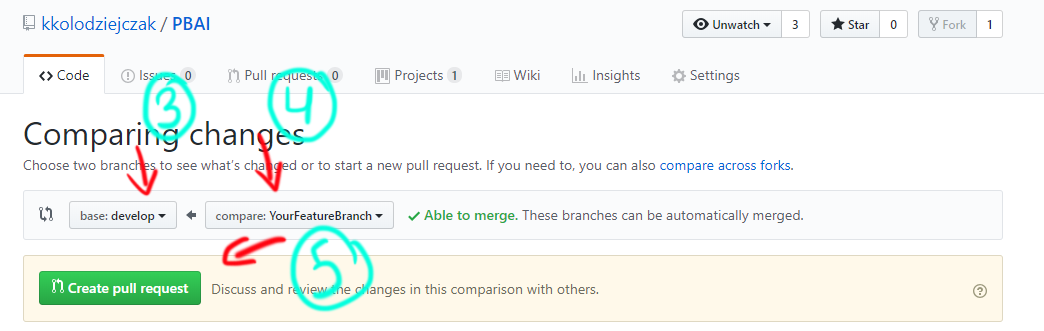 kkolodziejczak / PBAI Unwatch 3 Star 0 Fork 1
Code Issues 0 Pull requests 0 Projects 1 Wiki Insights Settings
3 4
Comparing changes
Choose two branches to see what's changed or to start a new pull request. If you need to, you can also compare across forks.
base: develop compare: YourFeatureBranch Able to merge. These branches can be automatically merged.
5
Create pull request Discuss and review the changes in this comparison with others.